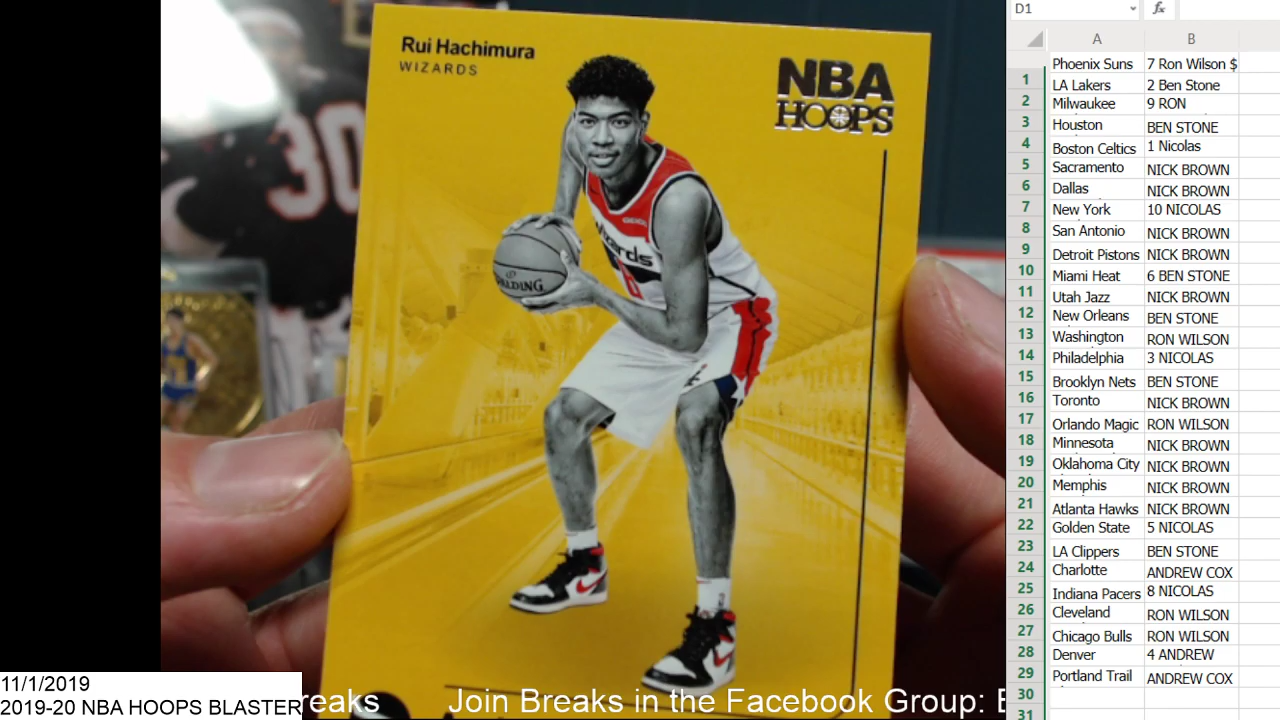 Rui Hachimura
WIZARDS
NBA
HOOPS
30
GEICO
SPALDING
8
11/1/2019
2019-20 NBA HOOPS BLASTER
reaks Join Breaks in the Facebook Group: E
D1 fx
A B
Phoenix Suns 7 Ron Wilson $
1 LA Lakers 2 Ben Stone
2 Milwaukee 9 RON
3 Houston BEN STONE
4 Boston Celtics 1 Nicolas
5 Sacramento NICK BROWN
6 Dallas NICK BROWN
7 New York 10 NICOLAS
8 San Antonio NICK BROWN
9 Detroit Pistons NICK BROWN
10 Miami Heat 6 BEN STONE
11 Utah Jazz NICK BROWN
12 New Orleans BEN STONE
13 Washington RON WILSON
14 Philadelphia 3 NICOLAS
15 Brooklyn Nets BEN STONE
16 Toronto NICK BROWN
17 Orlando Magic RON WILSON
18 Minnesota NICK BROWN
19 Oklahoma City NICK BROWN
20 Memphis NICK BROWN
21 Atlanta Hawks NICK BROWN
22 Golden State 5 NICOLAS
23 LA Clippers BEN STONE
24 Charlotte ANDREW COX
25 Indiana Pacers 8 NICOLAS
26 Cleveland RON WILSON
27 Chicago Bulls RON WILSON
28 Denver 4 ANDREW
29 Portland Trail ANDREW COX
30
31